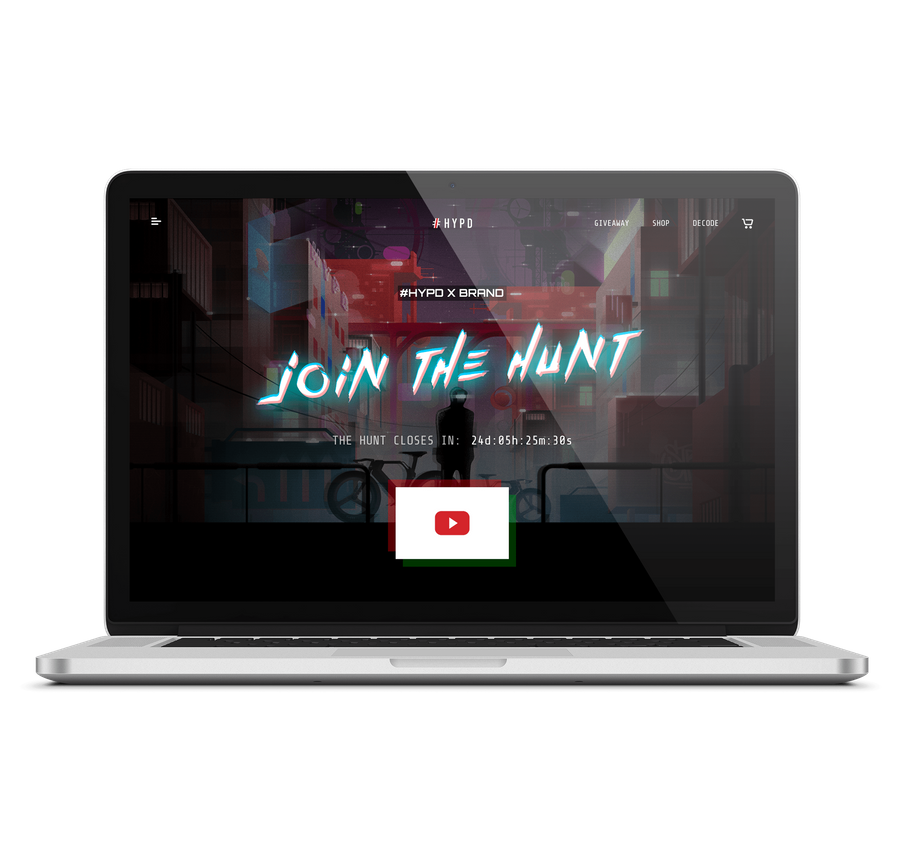 #HYPD
GIVEAWAY SHOP DECODE
#HYPD X BRAND
JOIN THE HUNT
THE HUNT CLOSES IN: 24d:05h:25m:30s